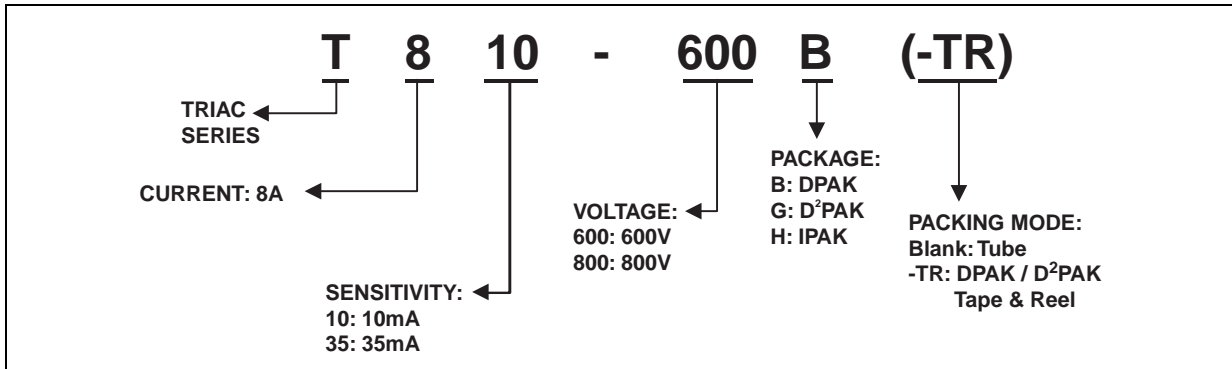 T 8 10 - 600 B (-TR)
TRIAC
SERIES
CURRENT: 8A
SENSITIVITY:
10: 10mA
35: 35mA
VOLTAGE:
600: 600V
800: 800V
PACKAGE:
B: DPAK
G: D²PAK
H: IPAK
PACKING MODE:
Blank: Tube
-TR: DPAK / D²PAK
Tape & Reel